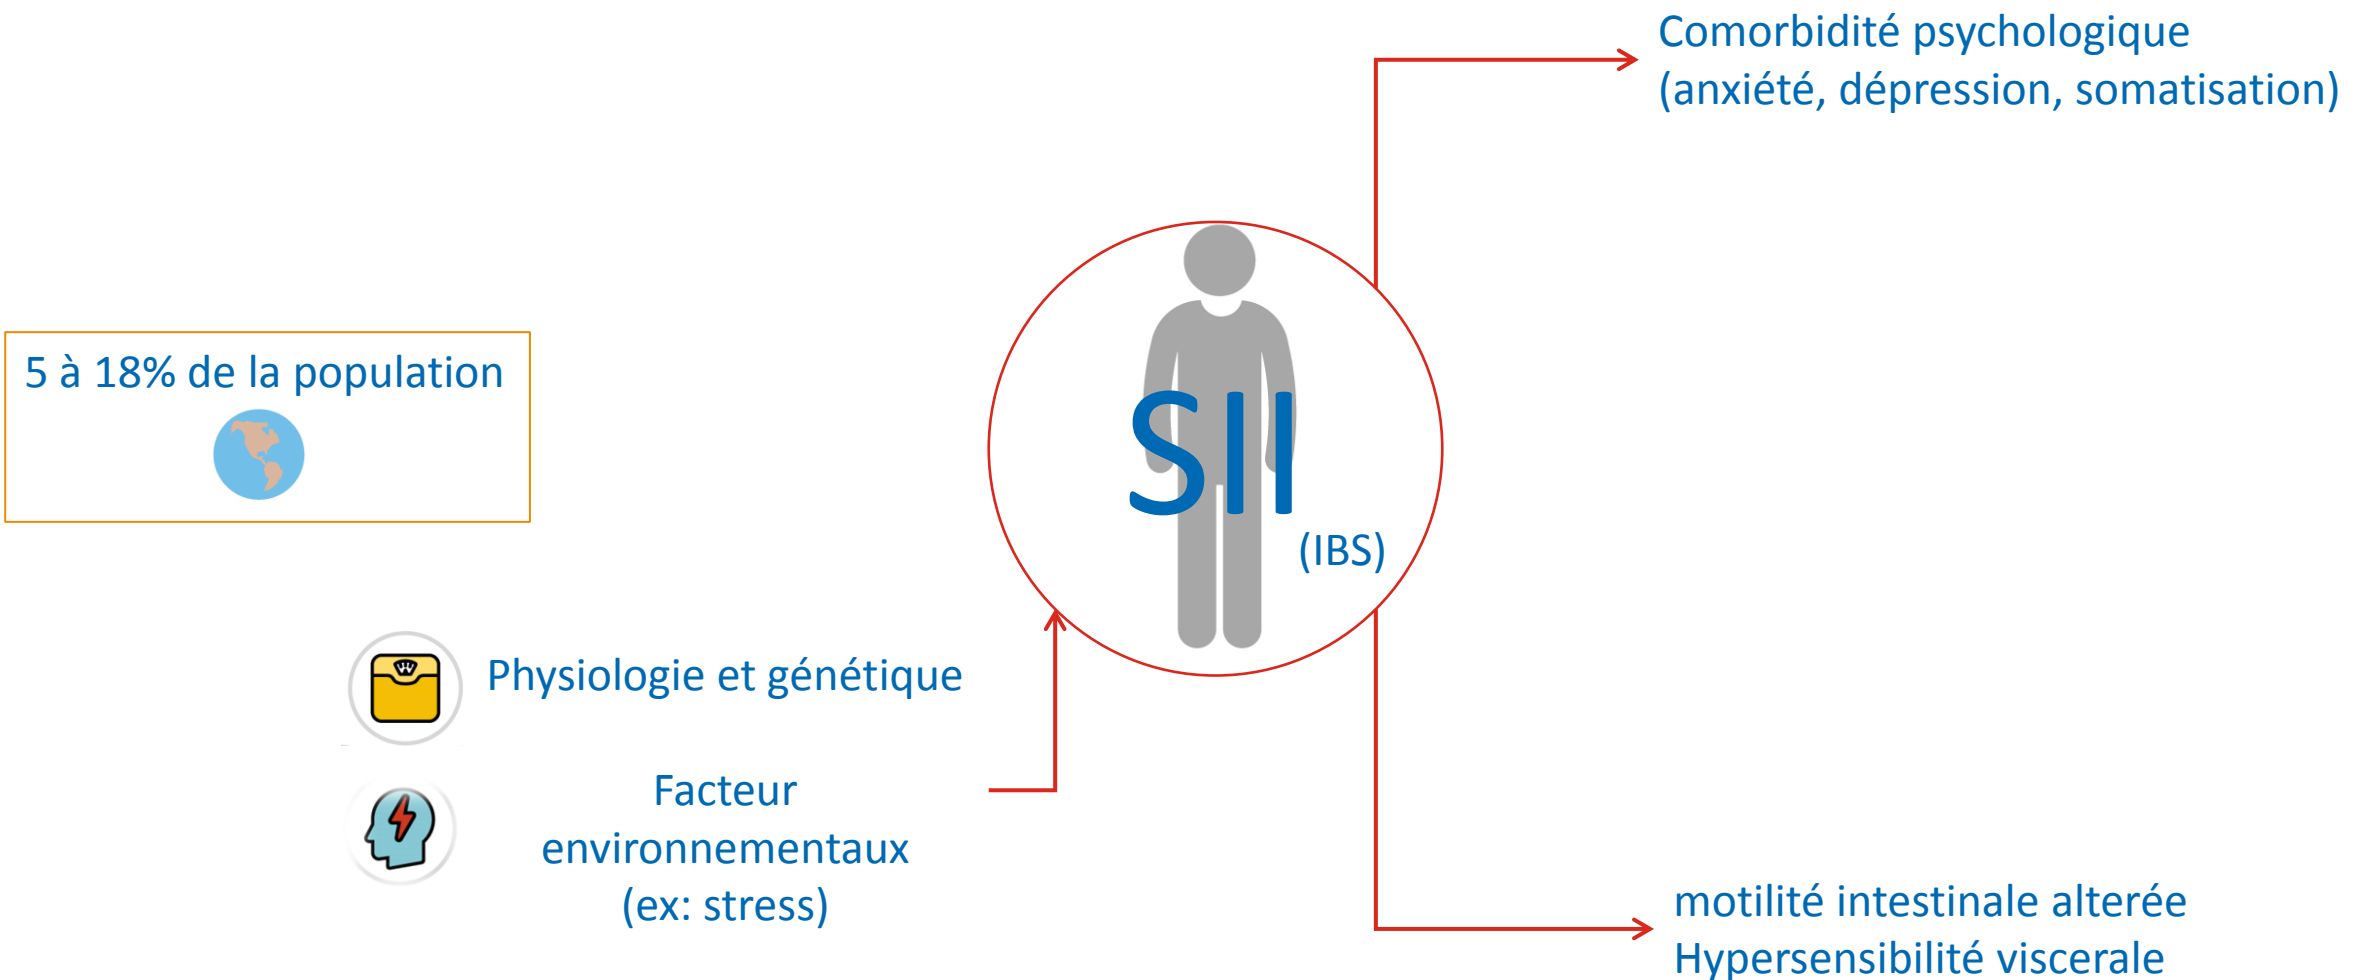 Comorbidité psychologique
(anxiété, dépression, somatisation)
5 à 18% de la population
SII
(IBS)
Physiologie et génétique
Facteur
environnementaux
(ex: stress)
motilité intestinale alterée
Hypersensibilité viscerale